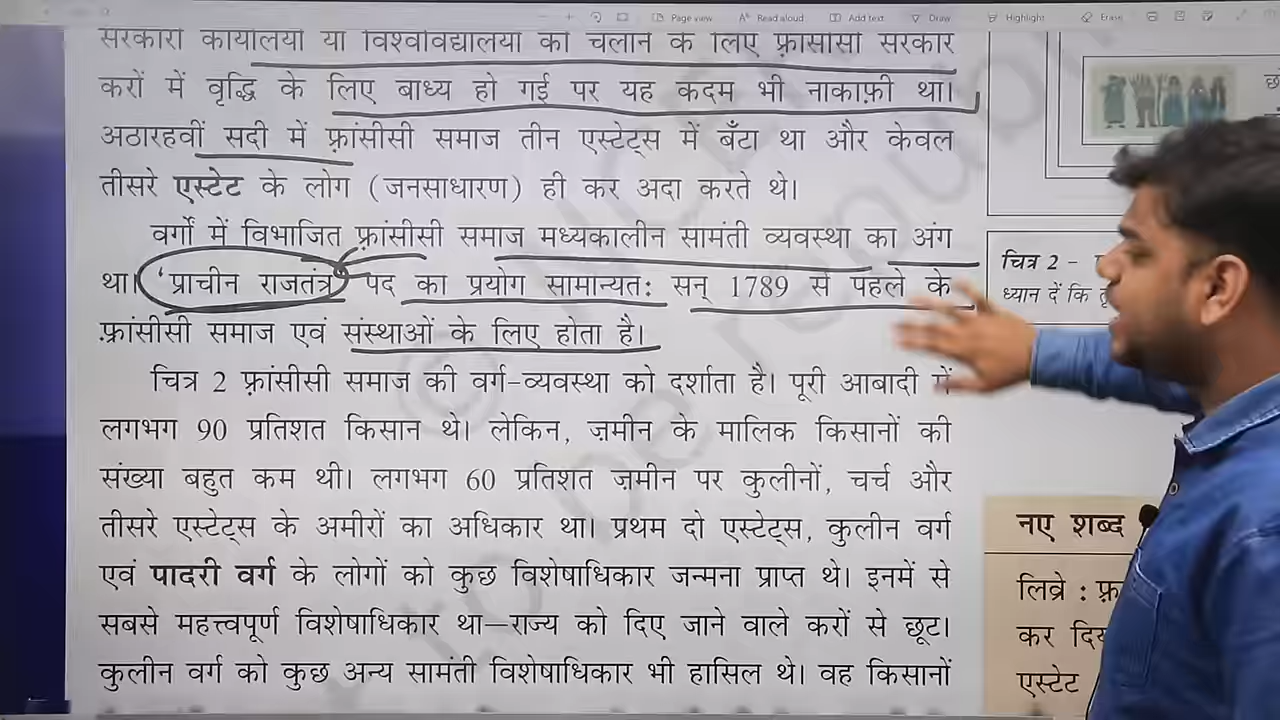 Page view Read aloud Add text Draw Highlight Erase
सरकारी कार्यालयों या विश्वविद्यालयों को चलाने के लिए फ़्रांसीसी सरकार
करों में वृद्धि के लिए बाध्य हो गई पर यह कदम भी नाकाफ़ी था।
अठारहवीं सदी में फ़्रांसीसी समाज तीन एस्टेट्स में बँटा था और केवल
तीसरे एस्टेट के लोग (जनसाधारण) ही कर अदा करते थे।
वर्गों में विभाजित फ़्रांसीसी समाज मध्यकालीन सामंती व्यवस्था का अंग
था। 'प्राचीन राजतंत्र' पद का प्रयोग सामान्यतः सन् 1789 से पहले के
फ़्रांसीसी समाज एवं संस्थाओं के लिए होता है।
चित्र 2 फ़्रांसीसी समाज की वर्ग-व्यवस्था को दर्शाता है। पूरी आबादी में
लगभग 90 प्रतिशत किसान थे। लेकिन, ज़मीन के मालिक किसानों की
संख्या बहुत कम थी। लगभग 60 प्रतिशत ज़मीन पर कुलीनों, चर्च और
तीसरे एस्टेट्स के अमीरों का अधिकार था। प्रथम दो एस्टेट्स, कुलीन वर्ग
एवं पादरी वर्ग के लोगों को कुछ विशेषाधिकार जन्मना प्राप्त थे। इनमें से
सबसे महत्त्वपूर्ण विशेषाधिकार था—राज्य को दिए जाने वाले करों से छूट।
कुलीन वर्ग को कुछ अन्य सामंती विशेषाधिकार भी हासिल थे। वह किसानों
चित्र 2 –
ध्यान दें कि
नए शब्द
लिव्रे :
कर
एस्टेट